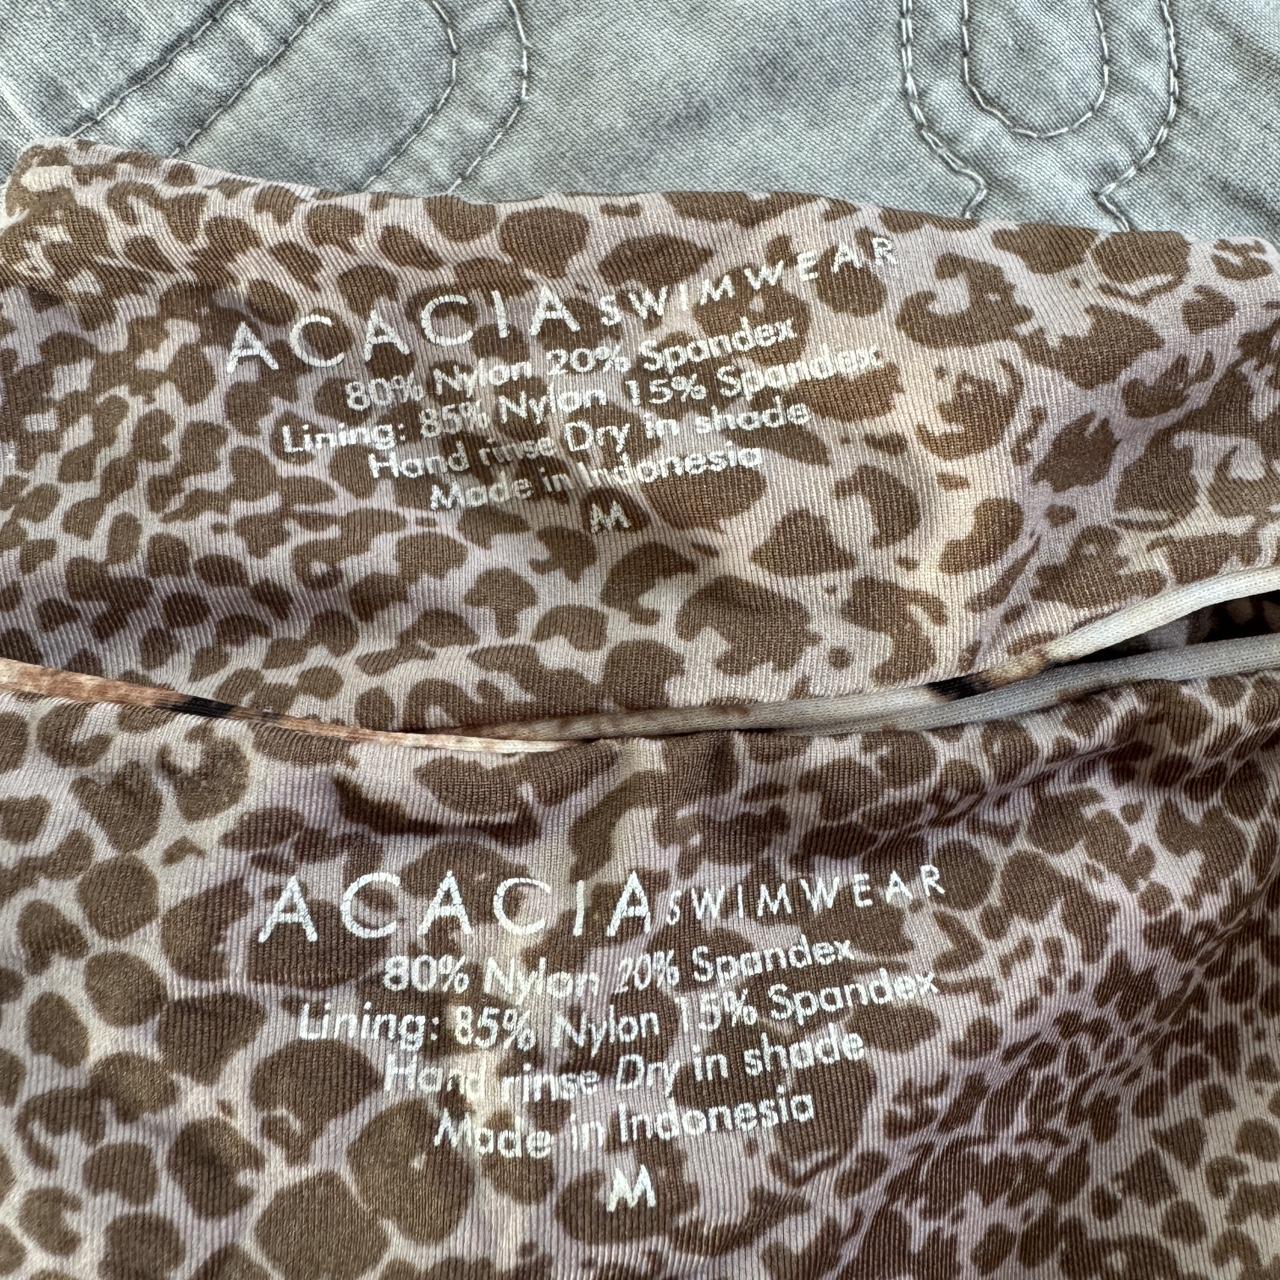 ACACIA SWIMWEAR
80% Nylon 20% Spandex
Lining: 85% Nylon 15% Spandex
Hand rinse Dry in shade
Made in Indonesia
M
ACACIA SWIMWEAR
80% Nylon 20% Spandex
Lining: 85% Nylon 15% Spandex
Hand rinse Dry in shade
Made in Indonesia
M